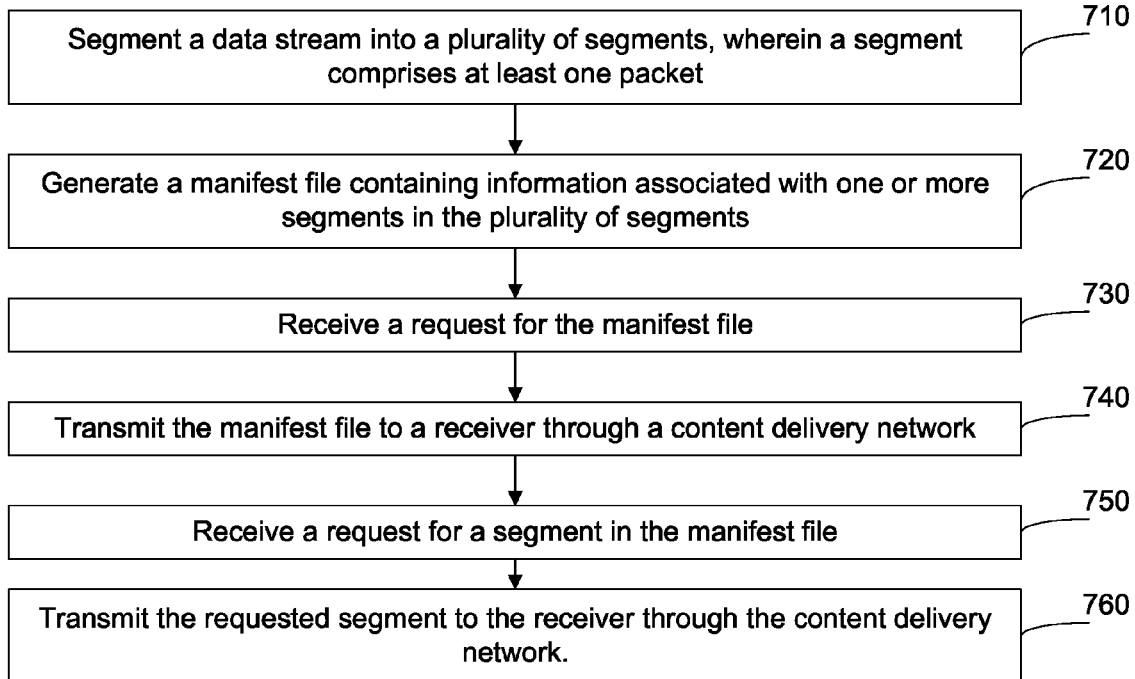 710
Segment a data stream into a plurality of segments, wherein a segment
comprises at least one packet
720
Generate a manifest file containing information associated with one or more
segments in the plurality of segments
730
Receive a request for the manifest file
740
Transmit the manifest file to a receiver through a content delivery network
750
Receive a request for a segment in the manifest file
760
Transmit the requested segment to the receiver through the content delivery
network.